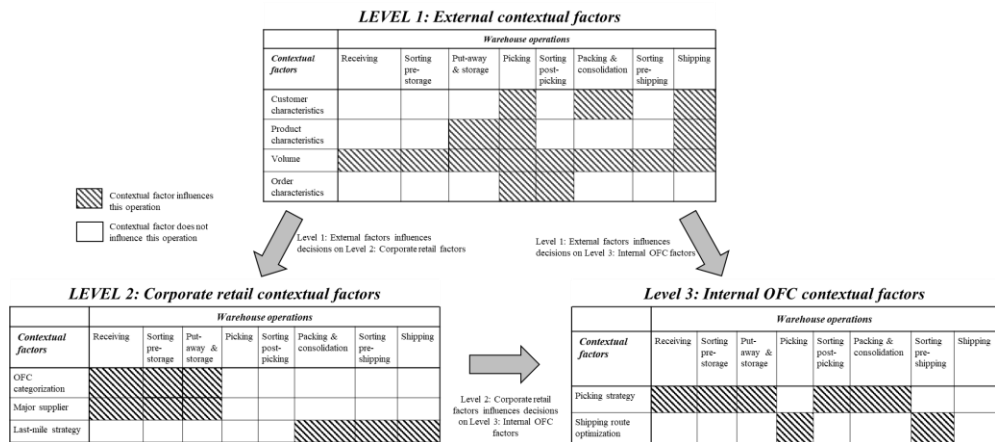 LEVEL 1: External contextual factors
Warehouse operations
Contextual factors
Receiving
Sorting pre-storage
Put-away & storage
Picking
Sorting post-picking
Packing & consolidation
Sorting pre-shipping
Shipping
Customer characteristics
Product characteristics
Volume
Order characteristics
Contextual factor influences this operation
Contextual factor does not influence this operation
Level 1: External factors influences decisions on Level 2: Corporate retail factors
Level 1: External factors influences decisions on Level 3: Internal OFC factors
LEVEL 2: Corporate retail contextual factors
Warehouse operations
Contextual factors
Receiving
Sorting pre-storage
Put-away & storage
Picking
Sorting post-picking
Packing & consolidation
Sorting pre-shipping
Shipping
OFC categorization
Major supplier
Last-mile strategy
Level 2: Corporate retail factors influences decisions on Level 3: Internal OFC factors
Level 3: Internal OFC contextual factors
Warehouse operations
Contextual factors
Receiving
Sorting pre-storage
Put-away & storage
Picking
Sorting post-picking
Packing & consolidation
Sorting pre-shipping
Shipping
Picking strategy
Shipping route optimization